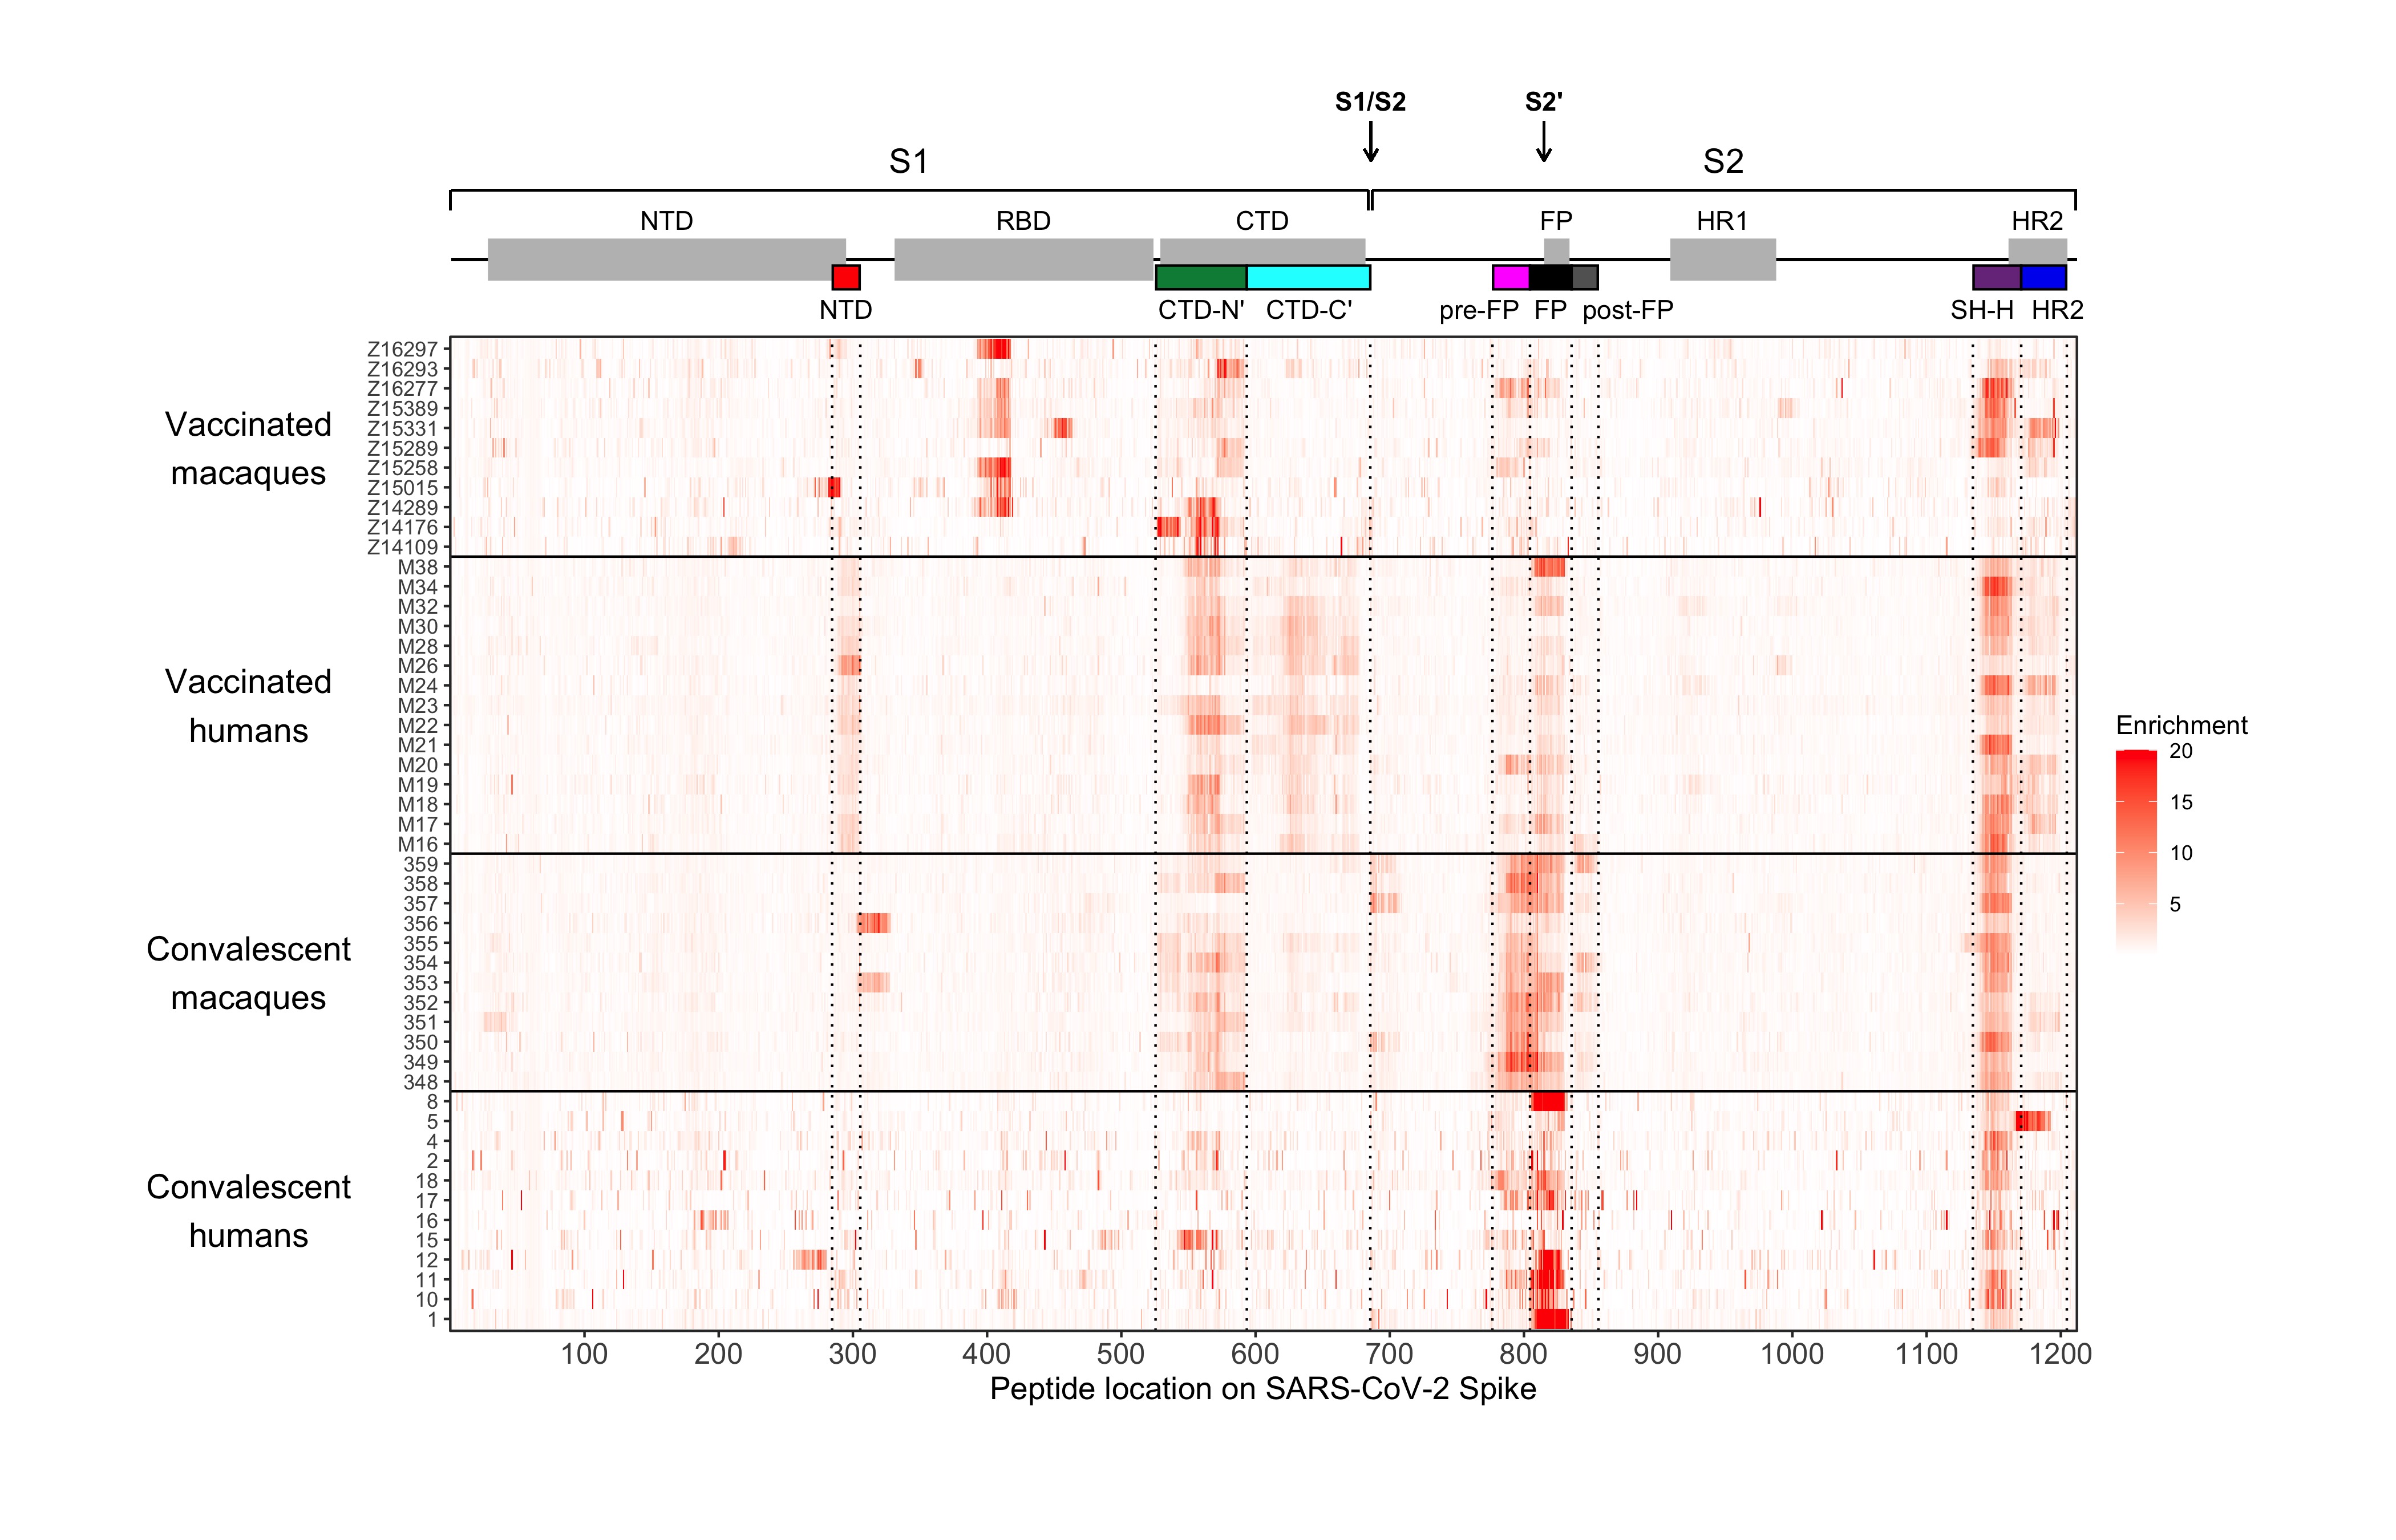 S1/S2 S2'
S1 S2
NTD RBD CTD FP HR1 HR2
NTD CTD-N' CTD-C' pre-FP FP post-FP SH-H HR2
Vaccinated
macaques
Z16297
Z16293
Z16277
Z15389
Z15331
Z15289
Z15258
Z15015
Z14289
Z14176
Z14109
Vaccinated
humans
M38
M34
M32
M30
M28
M26
M24
M23
M22
M21
M20
M19
M18
M17
M16
Convalescent
macaques
359
358
357
356
355
354
353
352
351
350
349
348
Convalescent
humans
8
5
4
2
18
17
16
15
12
11
10
1
100 200 300 400 500 600 700 800 900 1000 1100 1200
Peptide location on SARS-CoV-2 Spike
Enrichment
20
15
10
5